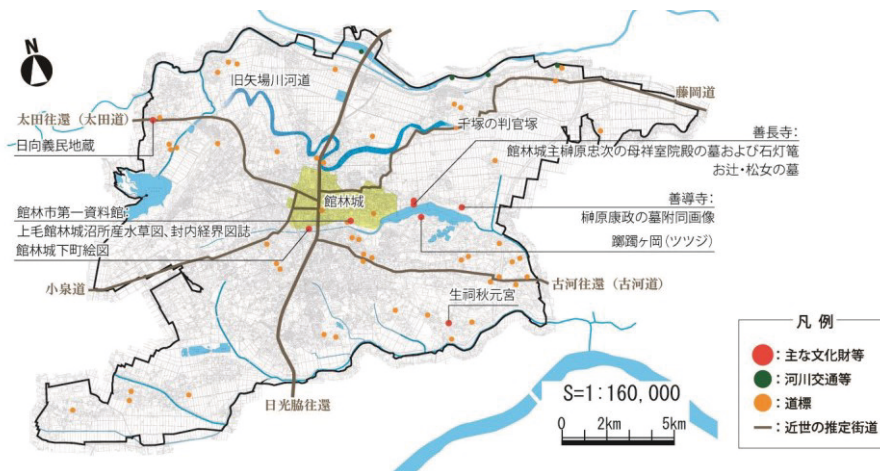 N
旧矢場川河道
太田往還（太田道）
日向義民地蔵
千塚の判官塚
藤岡道
善長寺：
館林城主榊原忠次の母祥室院殿の墓および石灯篭
お辻・松女の墓
館林城
善導寺：
榊原康政の墓附同画像
躑躅ヶ岡（ツツジ）
館林市第一資料館：
上毛館林城沼所産水草図、封内経界図誌
館林城下町絵図
小泉道
古河往還（古河道）
生祠秋元宮
日光脇往還
S=1：160,000
0 2km 5km
凡 例
：主な文化財等
：河川交通等
：道標
：近世の推定街道